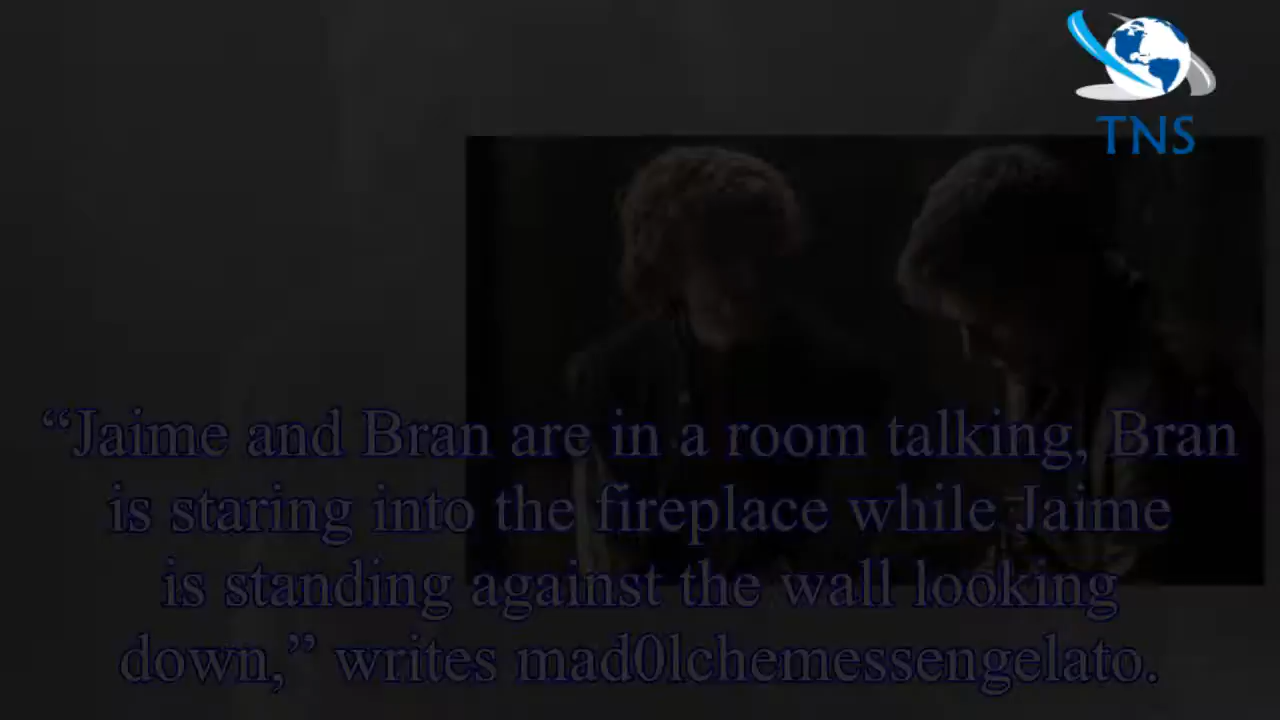 TNS
“Jaime and Bran are in a room talking, Bran
is staring into the fireplace while Jaime
is standing against the wall looking
down,” writes mad0lchemessengelato.